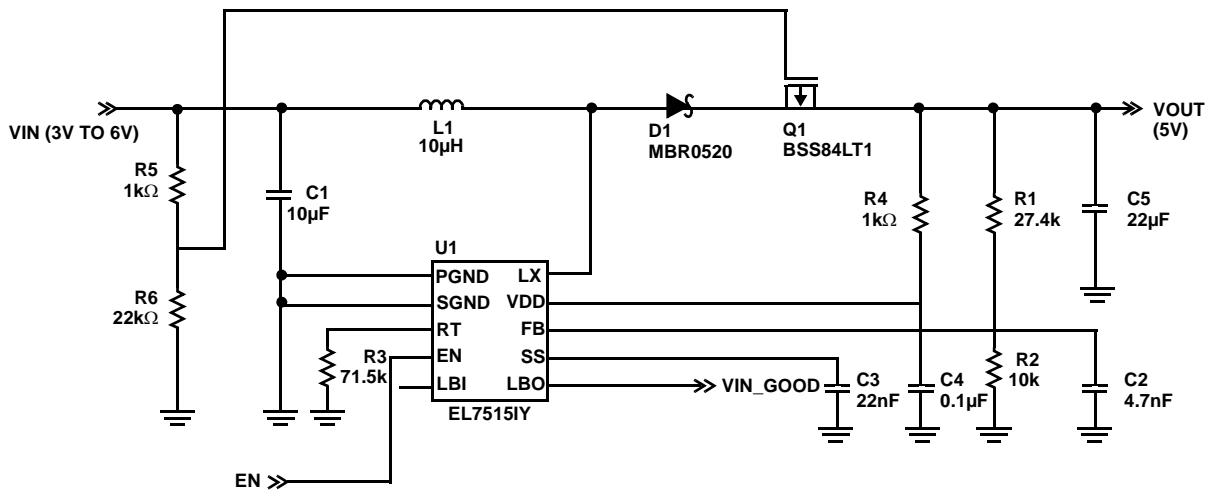 VIN (3V TO 6V)
R5
1kΩ
R6
22kΩ
C1
10µF
L1
10µH
D1
MBR0520
Q1
BSS84LT1
VOUT
(5V)
R4
1kΩ
R1
27.4k
C5
22µF
U1
PGND
SGND
RT
EN
LBI
LX
VDD
FB
SS
LBO
EL7515IY
R3
71.5k
VIN_GOOD
C3
22nF
C4
0.1µF
R2
10k
C2
4.7nF
EN